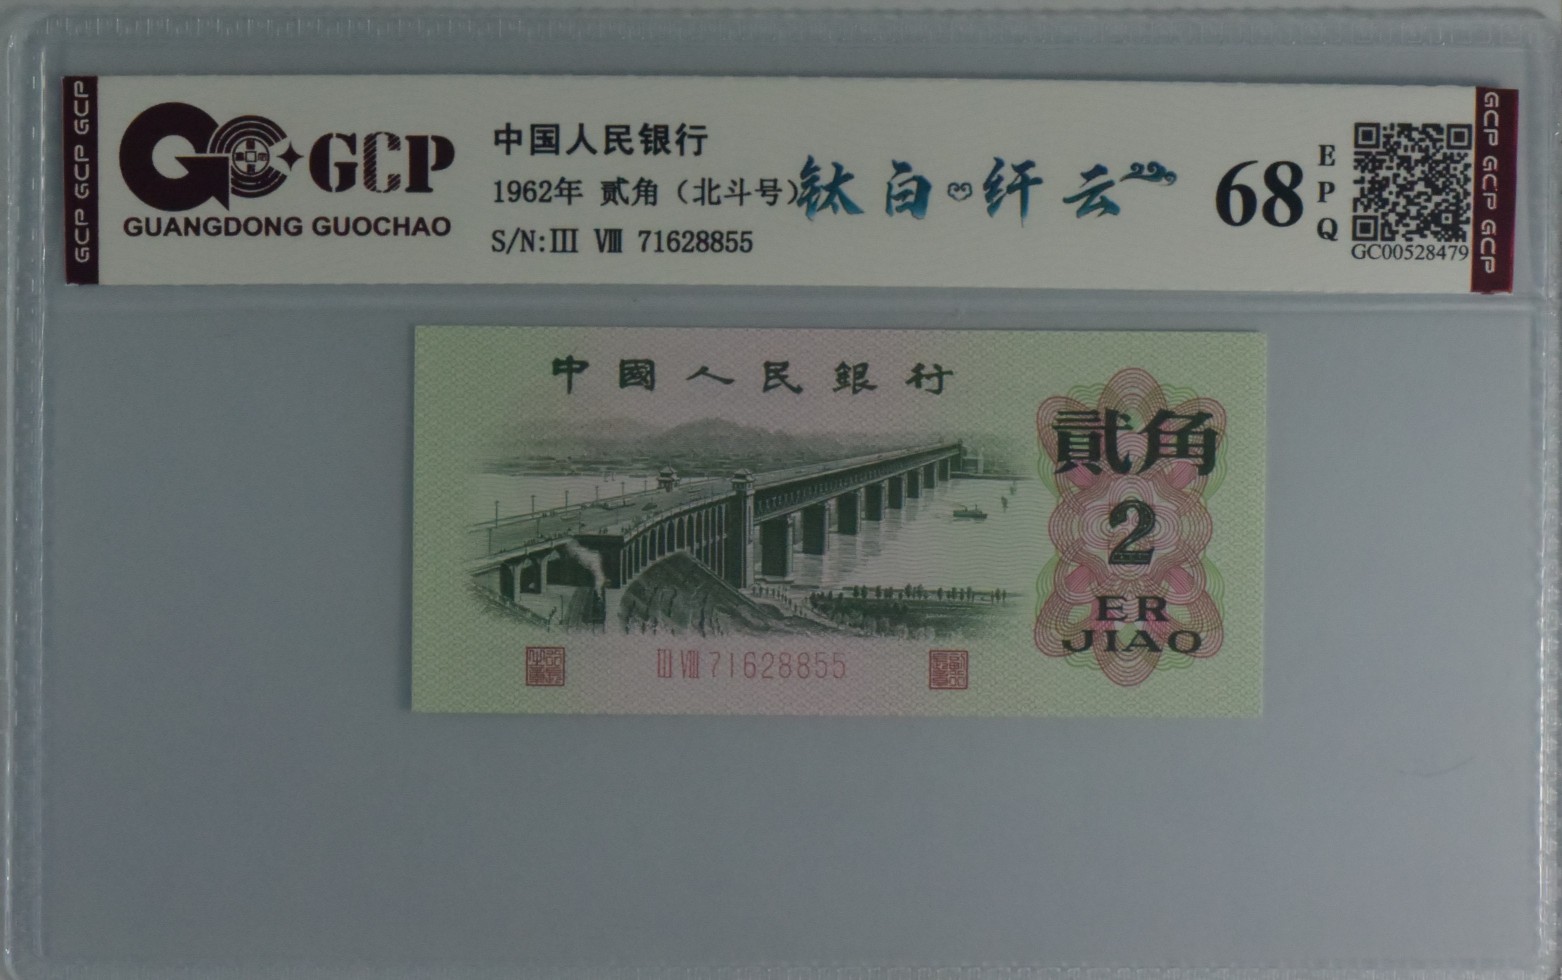 GCP GCP GCP
GCP
GUANGDONG GUOCHAO
中国人民银行
1962年 贰角（北斗号）
S/N:III VIII 71628855
钛白纤云
68
EPQ
GC00528479
GCP GCP GCP
中國人民銀行
貳角
2
ER
JIAO
III VIII 71628855